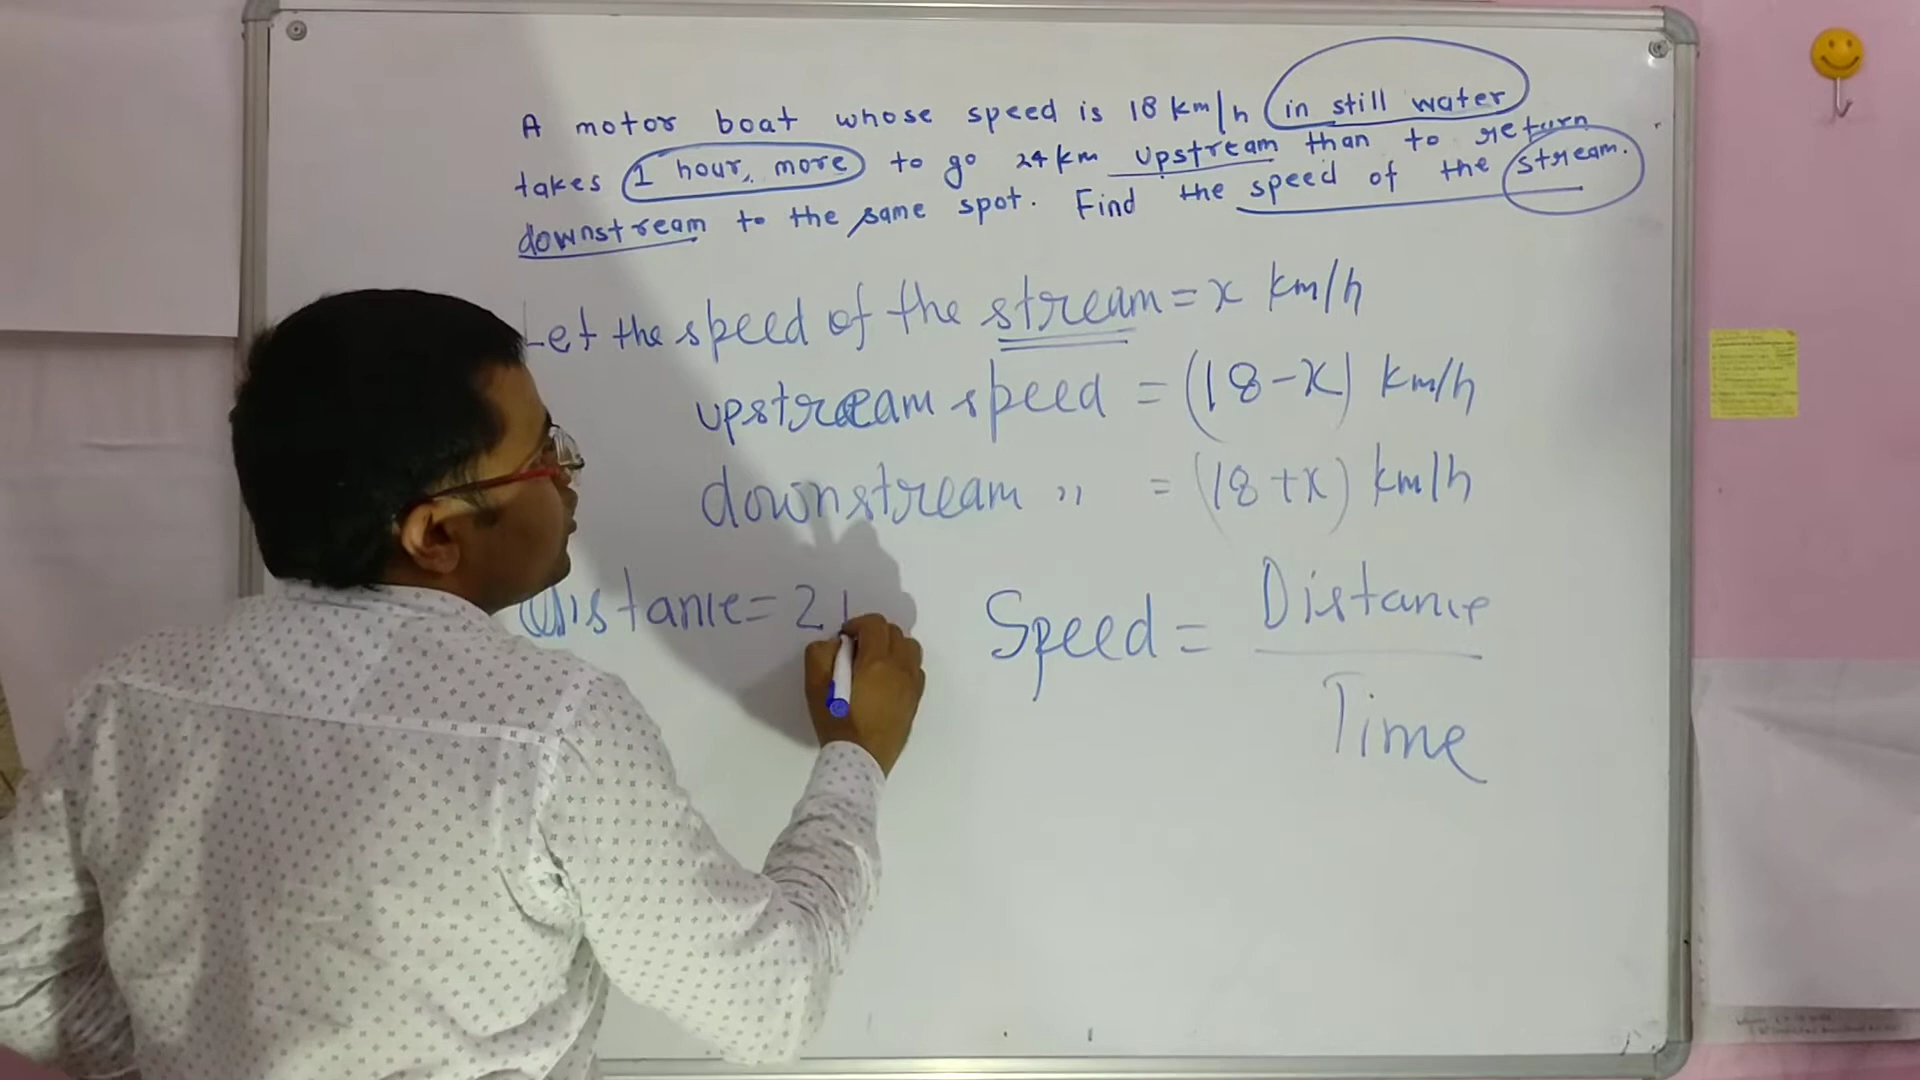 A motor boat whose speed is 18 km/h in still water
takes 1 hour, more to go 24 km upstream than to return
downstream to the same spot. Find the speed of the stream.
Let the speed of the stream = x km/h
upstream speed = (18-x) km/h
downstream ,, = (18+x) km/h
Distance = 2
Speed = Distance
Time